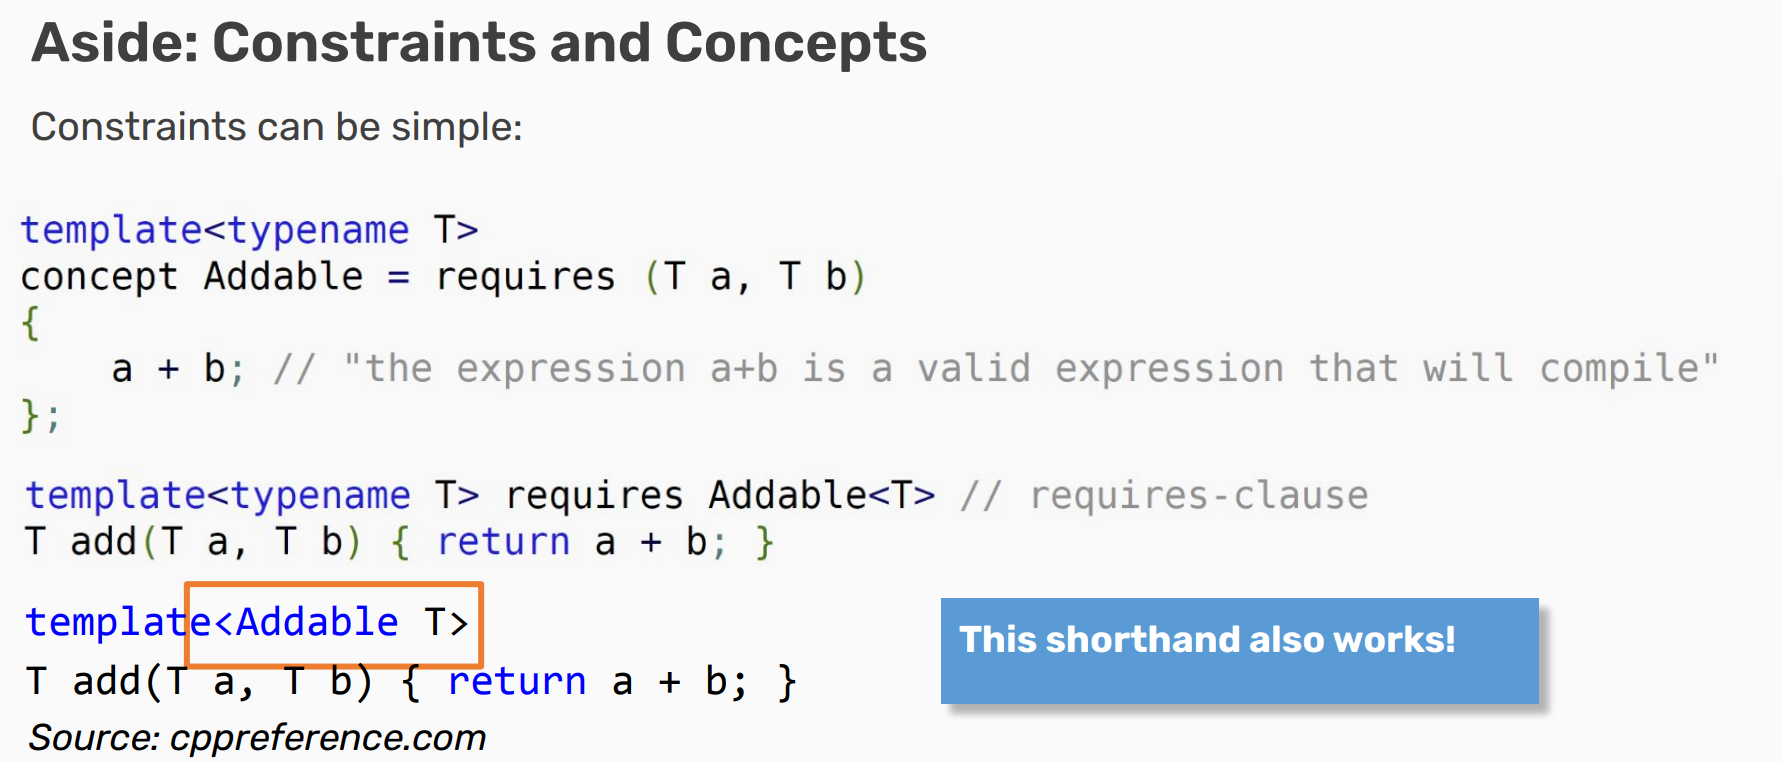 Aside: Constraints and Concepts
Constraints can be simple:
template<typename T>
concept Addable = requires (T a, T b)
{
    a + b; // "the expression a+b is a valid expression that will compile"
};
template<typename T> requires Addable<T> // requires-clause
T add(T a, T b) { return a + b; }
template<Addable T>
This shorthand also works!
T add(T a, T b) { return a + b; }
Source: cppreference.com